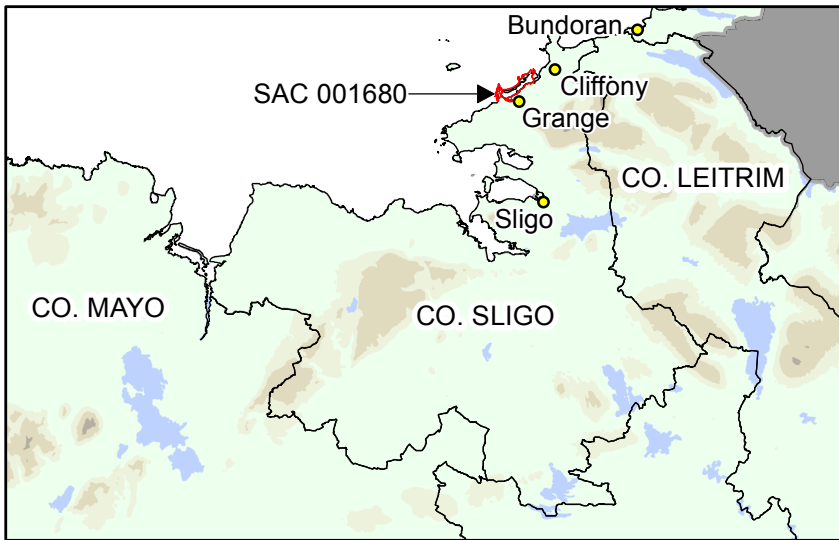 Bundoran
Cliffony
SAC 001680
Grange
CO. LEITRIM
Sligo
CO. MAYO
CO. SLIGO